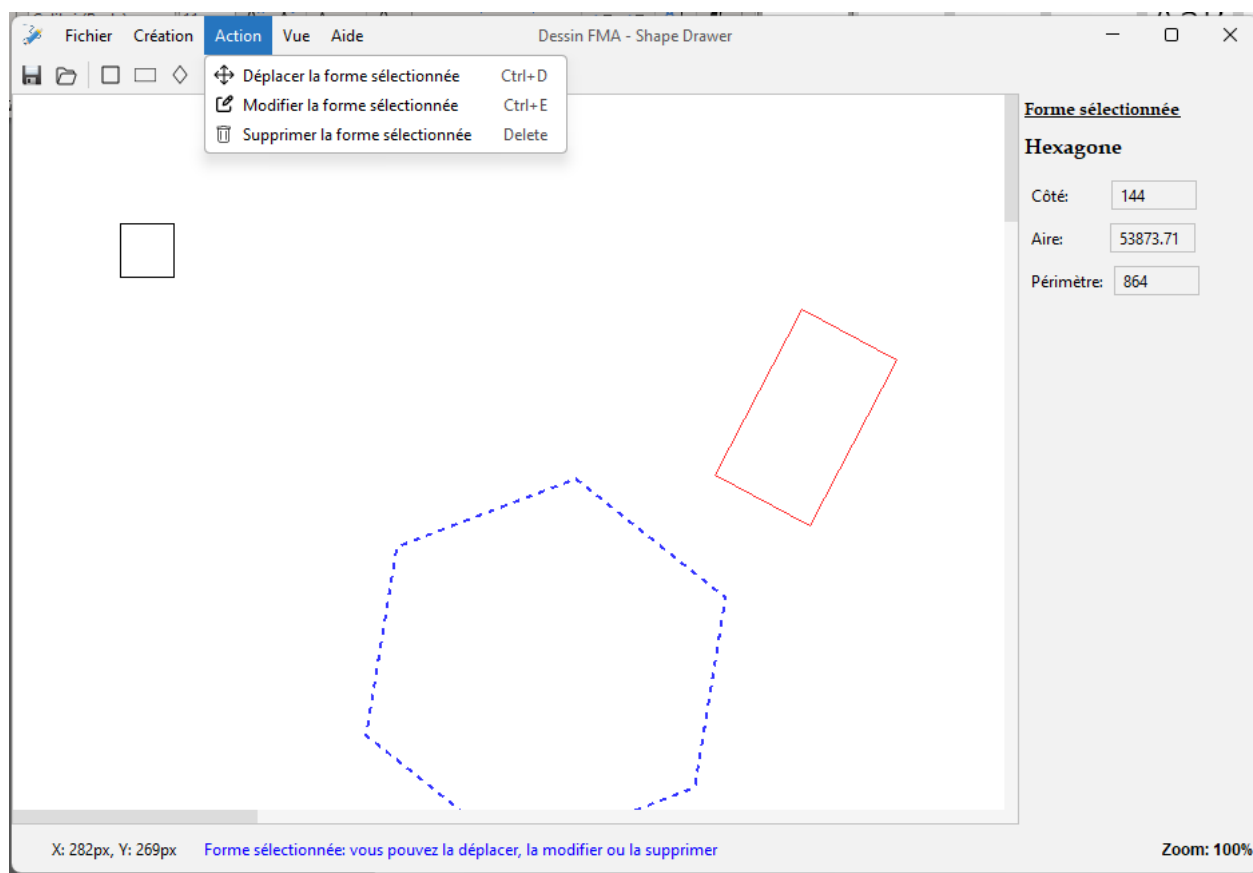 Fichier Création Action Vue Aide Dessin FMA - Shape Drawer
Déplacer la forme sélectionnée Ctrl+D
Modifier la forme sélectionnée Ctrl+E
Supprimer la forme sélectionnée Delete
Forme sélectionnée
Hexagone
Côté: 144
Aire: 53873.71
Périmètre: 864
X: 282px, Y: 269px Forme sélectionnée: vous pouvez la déplacer, la modifier ou la supprimer Zoom: 100%